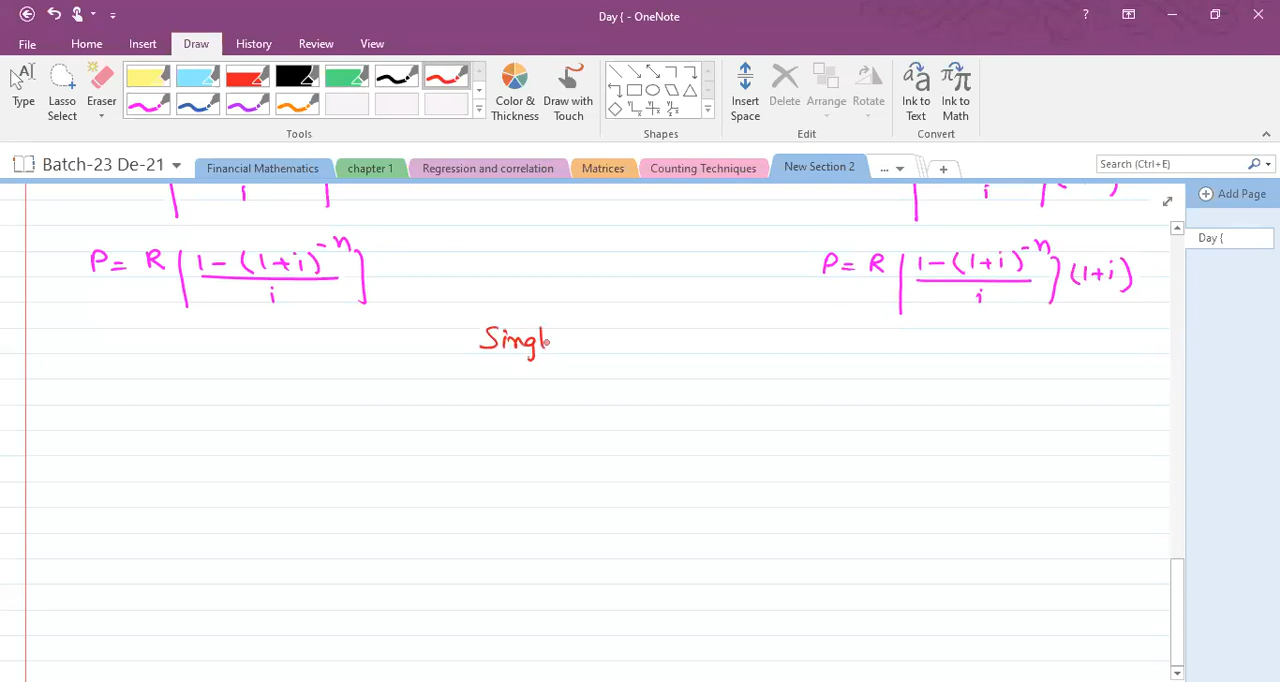 Day { - OneNote
?
File Home Insert Draw History Review View
Type
Lasso Select
Eraser
Color & Thickness
Draw with Touch
Insert Space
Delete
Arrange
Rotate
Ink to Text
Ink to Math
Tools Shapes Edit Convert
Batch-23 De-21
Financial Mathematics chapter 1 Regression and correlation Matrices Counting Techniques New Section 2 ... +
Search (Ctrl+E)
Add Page
Day {
i i
P = R [ 1 - (1+i)^-n / i ]
P = R [ 1 - (1+i)^-n / i ] (1+i)
Singl